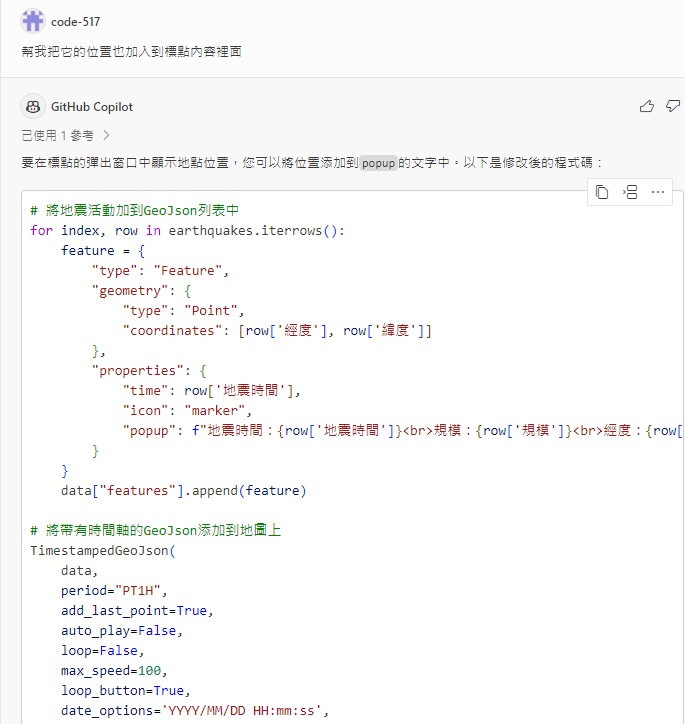 code-517
幫我把它的位置也加入到標點內容裡面
GitHub Copilot
已使用 1 參考
要在標點的彈出窗口中顯示地點位置，您可以將位置添加到popup的文字中。以下是修改後的程式碼：
# 將地震活動加到GeoJson列表中
for index, row in earthquakes.iterrows():
    feature = {
        "type": "Feature",
        "geometry": {
            "type": "Point",
            "coordinates": [row['經度'], row['緯度']]
        },
        "properties": {
            "time": row['地震時間'],
            "icon": "marker",
            "popup": f"地震時間：{row['地震時間']}<br>規模：{row['規模']}<br>經度：{row[
        }
    }
    data["features"].append(feature)
# 將帶有時間軸的GeoJson添加到地圖上
TimestampedGeoJson(
    data,
    period="PT1H",
    add_last_point=True,
    auto_play=False,
    loop=False,
    max_speed=100,
    loop_button=True,
    date_options='YYYY/MM/DD HH:mm:ss',